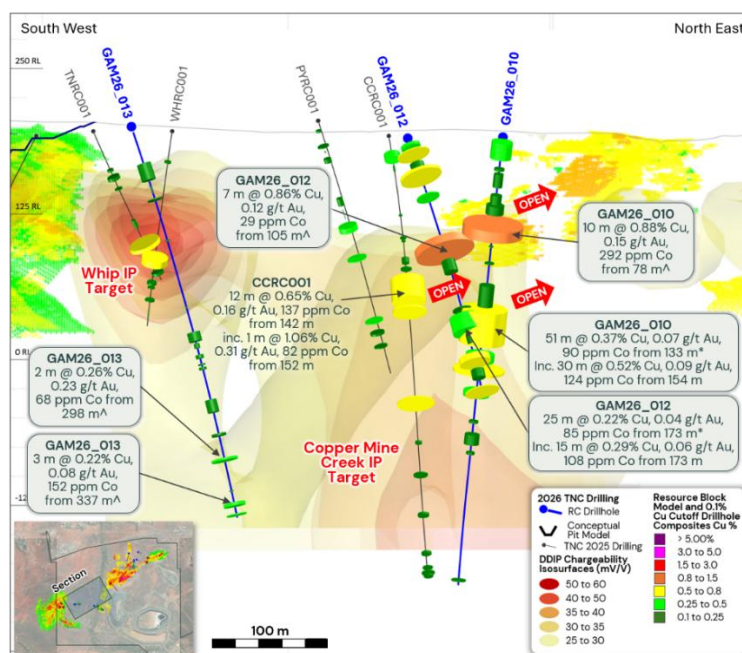 South West
North East
250 RL
125 RL
0 RL
-12
TNRC001
GAM26_013
WHRC001
PYRC001
CCRC001
GAM26_012
GAM26_010
GAM26_012
7 m @ 0.86% Cu,
0.12 g/t Au,
29 ppm Co
from 105 m^
OPEN
GAM26_010
10 m @ 0.88% Cu,
0.15 g/t Au,
292 ppm Co
from 78 m^
Whip IP
Target
CCRC001
12 m @ 0.65% Cu,
0.16 g/t Au, 137 ppm Co
from 142 m
inc. 1 m @ 1.06% Cu,
0.31 g/t Au, 82 ppm Co
from 152 m
OPEN
OPEN
GAM26_010
51 m @ 0.37% Cu, 0.07 g/t Au,
90 ppm Co from 133 m*
Inc. 30 m @ 0.52% Cu, 0.09 g/t Au,
124 ppm Co from 154 m
GAM26_013
2 m @ 0.26% Cu,
0.23 g/t Au,
68 ppm Co from
298 m^
GAM26_012
25 m @ 0.22% Cu, 0.04 g/t Au,
85 ppm Co from 173 m*
Inc. 15 m @ 0.29% Cu, 0.06 g/t Au,
108 ppm Co from 173 m
GAM26_013
3 m @ 0.22% Cu,
0.08 g/t Au,
152 ppm Co
from 337 m^
Copper Mine
Creek IP
Target
Section
100 m
2026 TNC Drilling
RC Drillhole
Conceptual
Pit Model
TNC 2025 Drilling
DDIP Chargeability
Isosurfaces (mV/V)
50 to 60
40 to 50
35 to 40
30 to 35
25 to 30
Resource Block
Model and 0.1%
Cu Cutoff Drillhole
Composites Cu %
> 5.00%
3.0 to 5.0
1.5 to 3.0
0.8 to 1.5
0.5 to 0.8
0.25 to 0.5
0.1 to 0.25